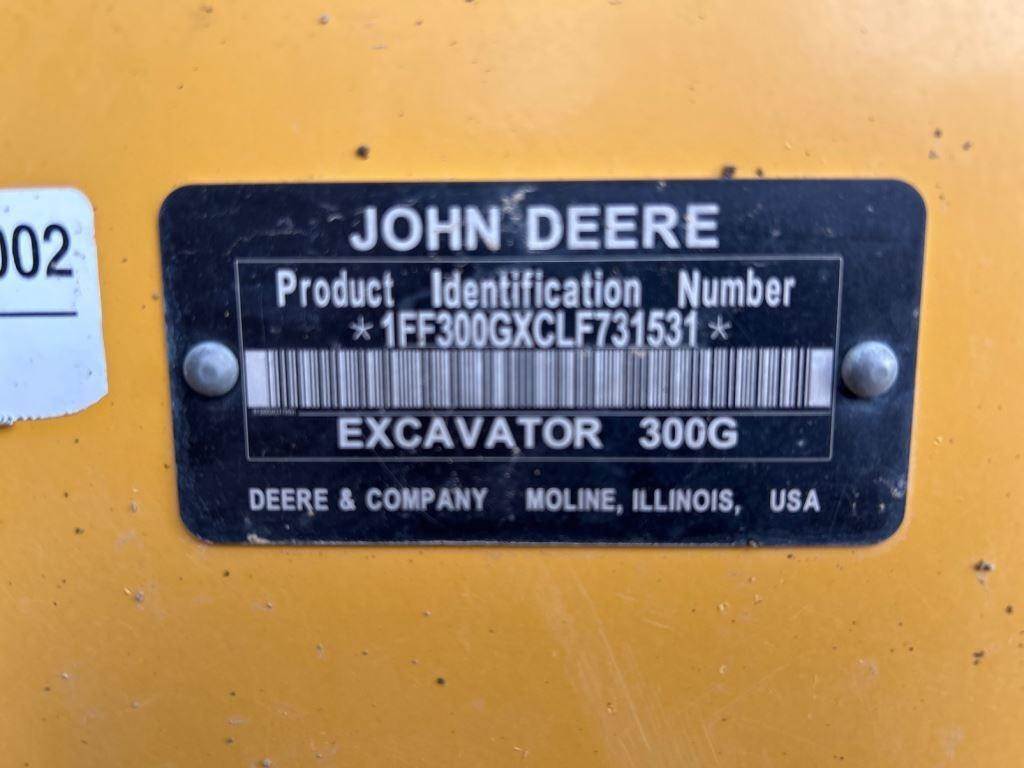 JOHN DEERE
Product Identification Number
*1FF300GXCLF731531*
EXCAVATOR 300G
DEERE & COMPANY MOLINE, ILLINOIS, USA
002